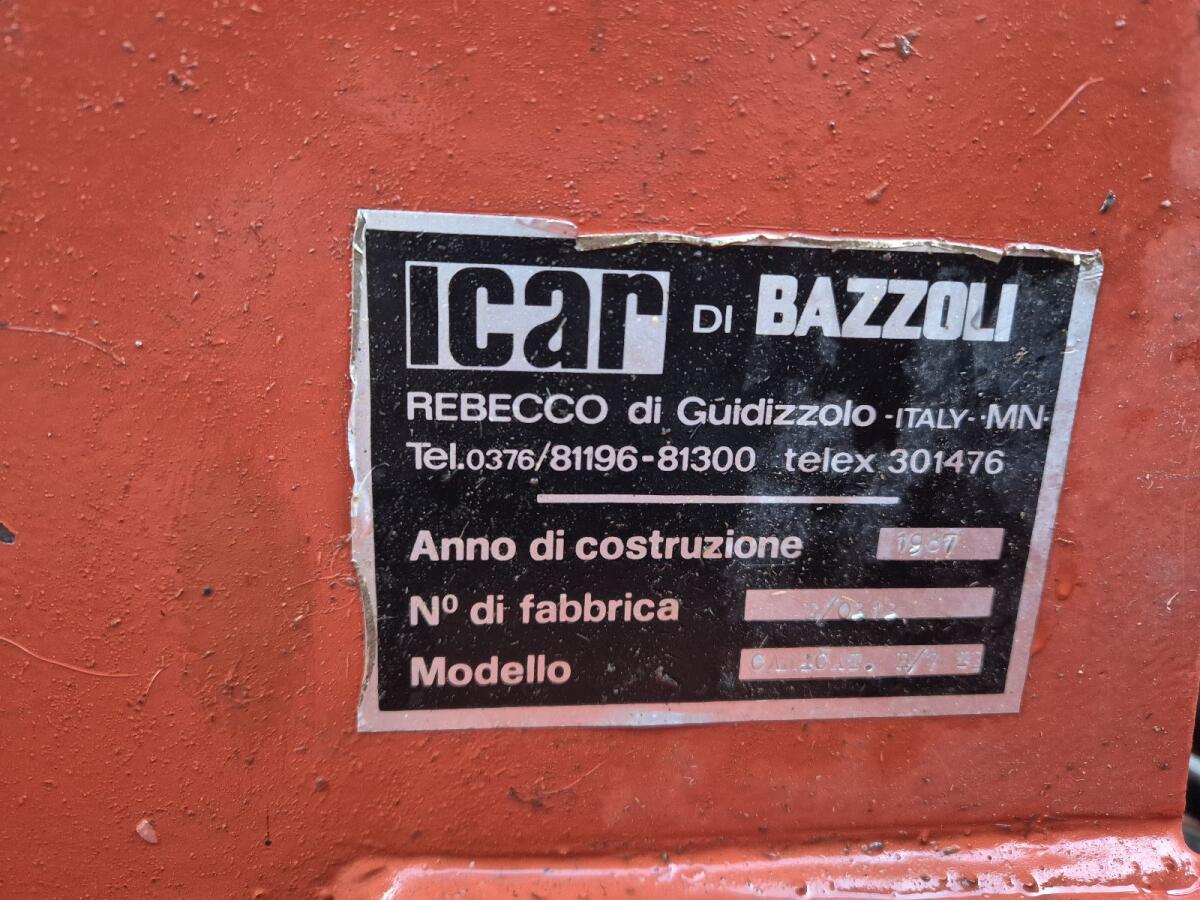 ICAR DI BAZZOLI
REBECCO di Guidizzolo -ITALY- -MN-
Tel.0376/81196-81300 telex 301476
Anno di costruzione 1987
Nº di fabbrica
Modello